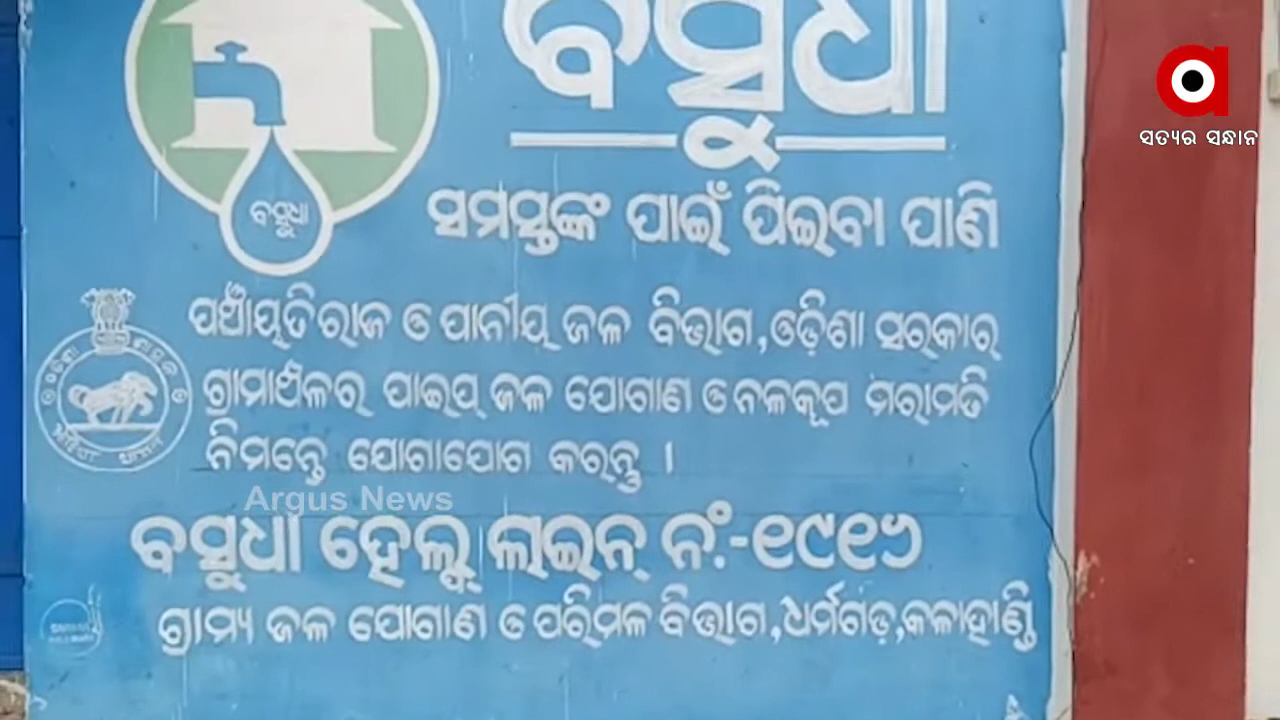 ବସୁଧା
ସତ୍ୟର ସନ୍ଧାନ
ବସୁଧା
ସମସ୍ତଙ୍କ ପାଇଁ ପିଇବା ପାଣି
ପଞ୍ଚାୟତିରାଜ ଓ ପାନୀୟ ଜଳ ବିଭାଗ,ଓଡ଼ିଶା ସରକାର
ଗ୍ରାମାଞ୍ଚଳର ପାଇପ୍ ଜଳ ଯୋଗାଣ ଓ ନଳକୂପ ମରାମତି
ନିମନ୍ତେ ଯୋଗାଯୋଗ କରନ୍ତୁ ।
Argus News
ବସୁଧା ହେଲ୍ପ ଲାଇନ୍ ନଂ.-୧୯୧୬
ଗ୍ରାମ୍ୟ ଜଳ ଯୋଗାଣ ଓ ପରିମଳ ବିଭାଗ,ଧର୍ମଗଡ଼,କଳାହାଣ୍ଡି